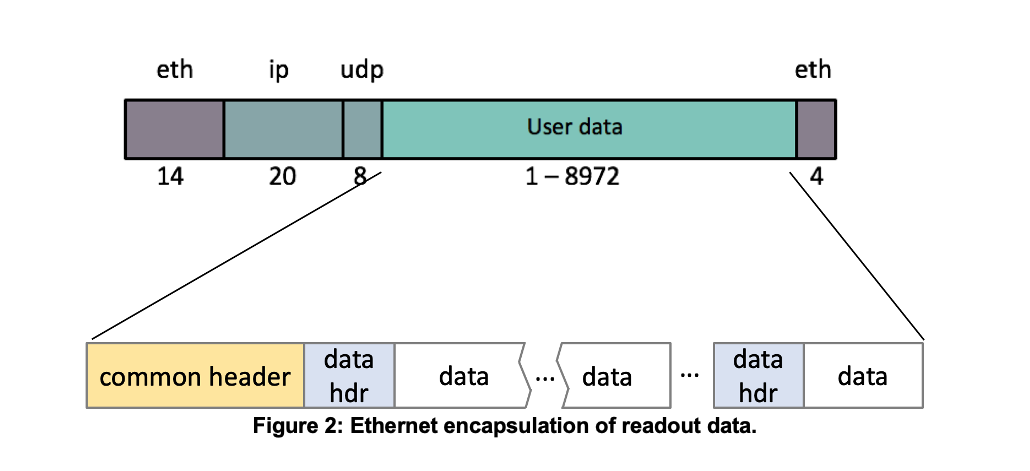 eth ip udp eth
User data
14 20 8 1 – 8972 4
common header data hdr data ... data ... data hdr data
Figure 2: Ethernet encapsulation of readout data.